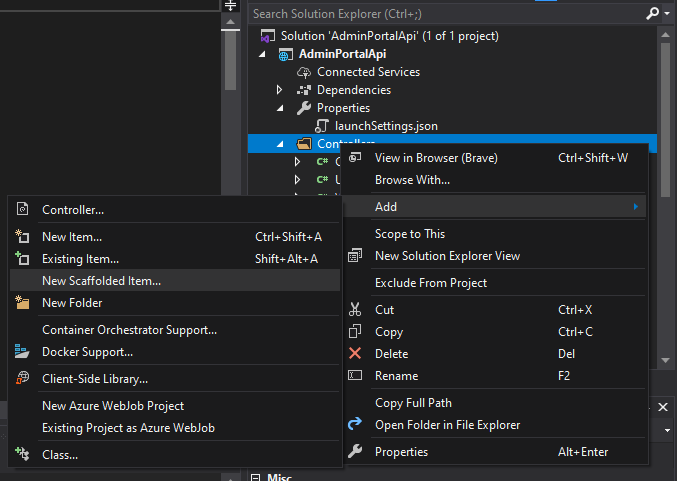 Search Solution Explorer (Ctrl+;)
Solution 'AdminPortalApi' (1 of 1 project)
AdminPortalApi
Connected Services
Dependencies
Properties
launchSettings.json
Controllers
C# C
C# U
C#
View in Browser (Brave) Ctrl+Shift+W
Browse With...
Add
Scope to This
New Solution Explorer View
Exclude From Project
Cut Ctrl+X
Copy Ctrl+C
Delete Del
Rename F2
Copy Full Path
Open Folder in File Explorer
Properties Alt+Enter
Controller...
New Item... Ctrl+Shift+A
Existing Item... Shift+Alt+A
New Scaffolded Item...
New Folder
Container Orchestrator Support...
Docker Support...
Client-Side Library...
New Azure WebJob Project
Existing Project as Azure WebJob
Class...
Misc